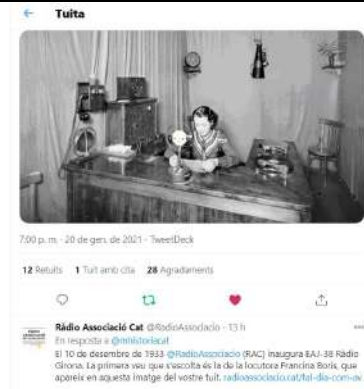 Tuita
7:00 p. m. · 20 de gen. de 2021 · TweetDeck
12 Retuits 1 Tuit amb cita 28 Agradaments
Ràdio Associació Cat @RadioAssociacio · 13 h
En resposta a @mhistoriacat
El 10 de desembre de 1933 @RadioAssociacio (RAC) inaugura EAJ-38 Ràdio
Girona. La primera veu que s'escolta és la de la locutora Francina Boris, que
apareix en aquesta imatge del vostre tuit. radioassociacio.cat/tal-dia-com-av